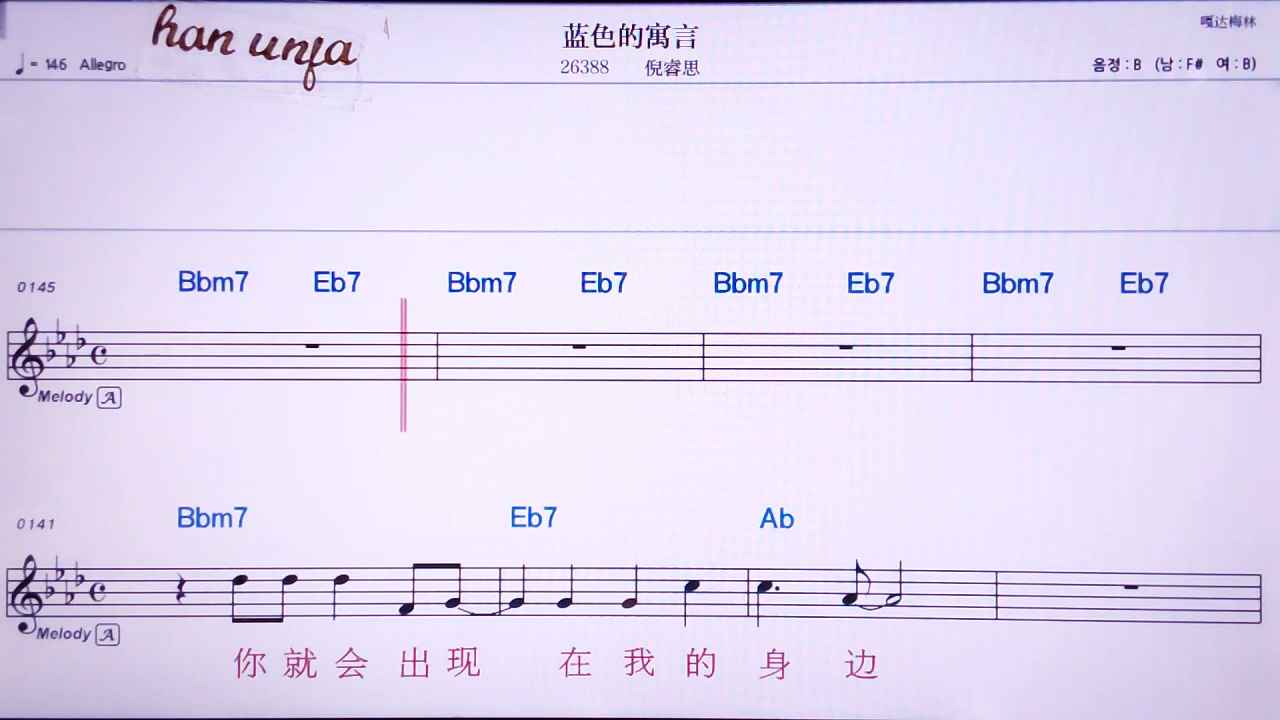 han unfa
蓝色的寓言
嘎达梅林
♩= 146 Allegro
26388 倪睿思
음정 : B (남 : F# 여 : B)
0145
Bbm7 Eb7 Bbm7 Eb7 Bbm7 Eb7 Bbm7 Eb7
Melody A
0141
Bbm7 Eb7 Ab
Melody A
你 就 会 出 现 在 我 的 身 边